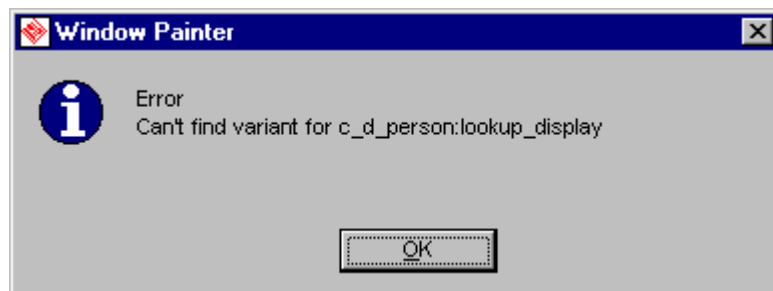 Window Painter
Error
Can't find variant for c_d_person:lookup_display
OK